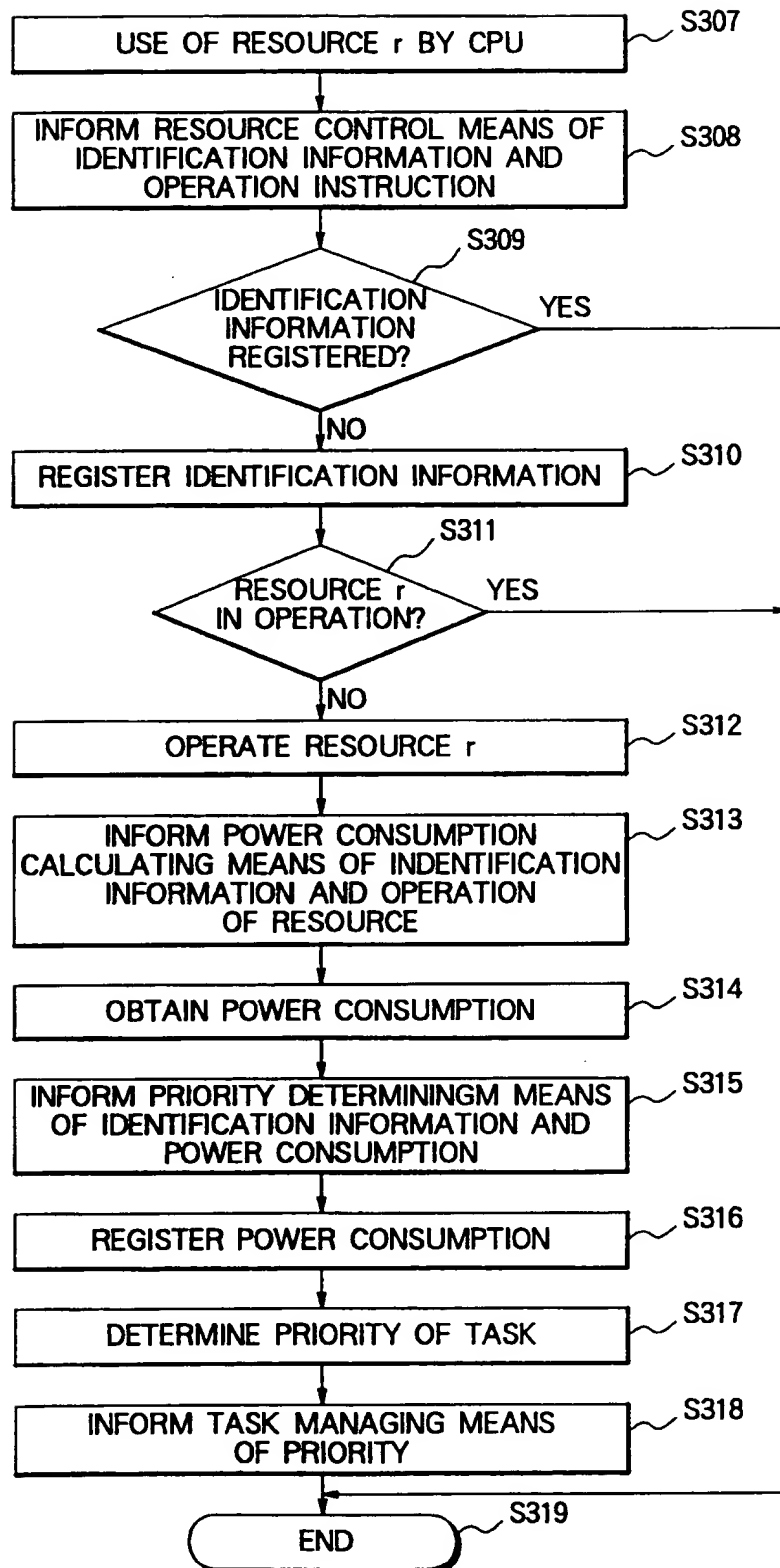 USE OF RESOURCE r BY CPU
S307
INFORM RESOURCE CONTROL MEANS OF
IDENTIFICATION INFORMATION AND
OPERATION INSTRUCTION
S308
S309
IDENTIFICATION
INFORMATION
REGISTERED?
YES
NO
REGISTER IDENTIFICATION INFORMATION
S310
S311
RESOURCE r
IN OPERATION?
YES
NO
OPERATE RESOURCE r
S312
INFORM POWER CONSUMPTION
CALCULATING MEANS OF INDENTIFICATION
INFORMATION AND OPERATION
OF RESOURCE
S313
OBTAIN POWER CONSUMPTION
S314
INFORM PRIORITY DETERMININGM MEANS
OF IDENTIFICATION INFORMATION AND
POWER CONSUMPTION
S315
REGISTER POWER CONSUMPTION
S316
DETERMINE PRIORITY OF TASK
S317
INFORM TASK MANAGING MEANS
OF PRIORITY
S318
END
S319